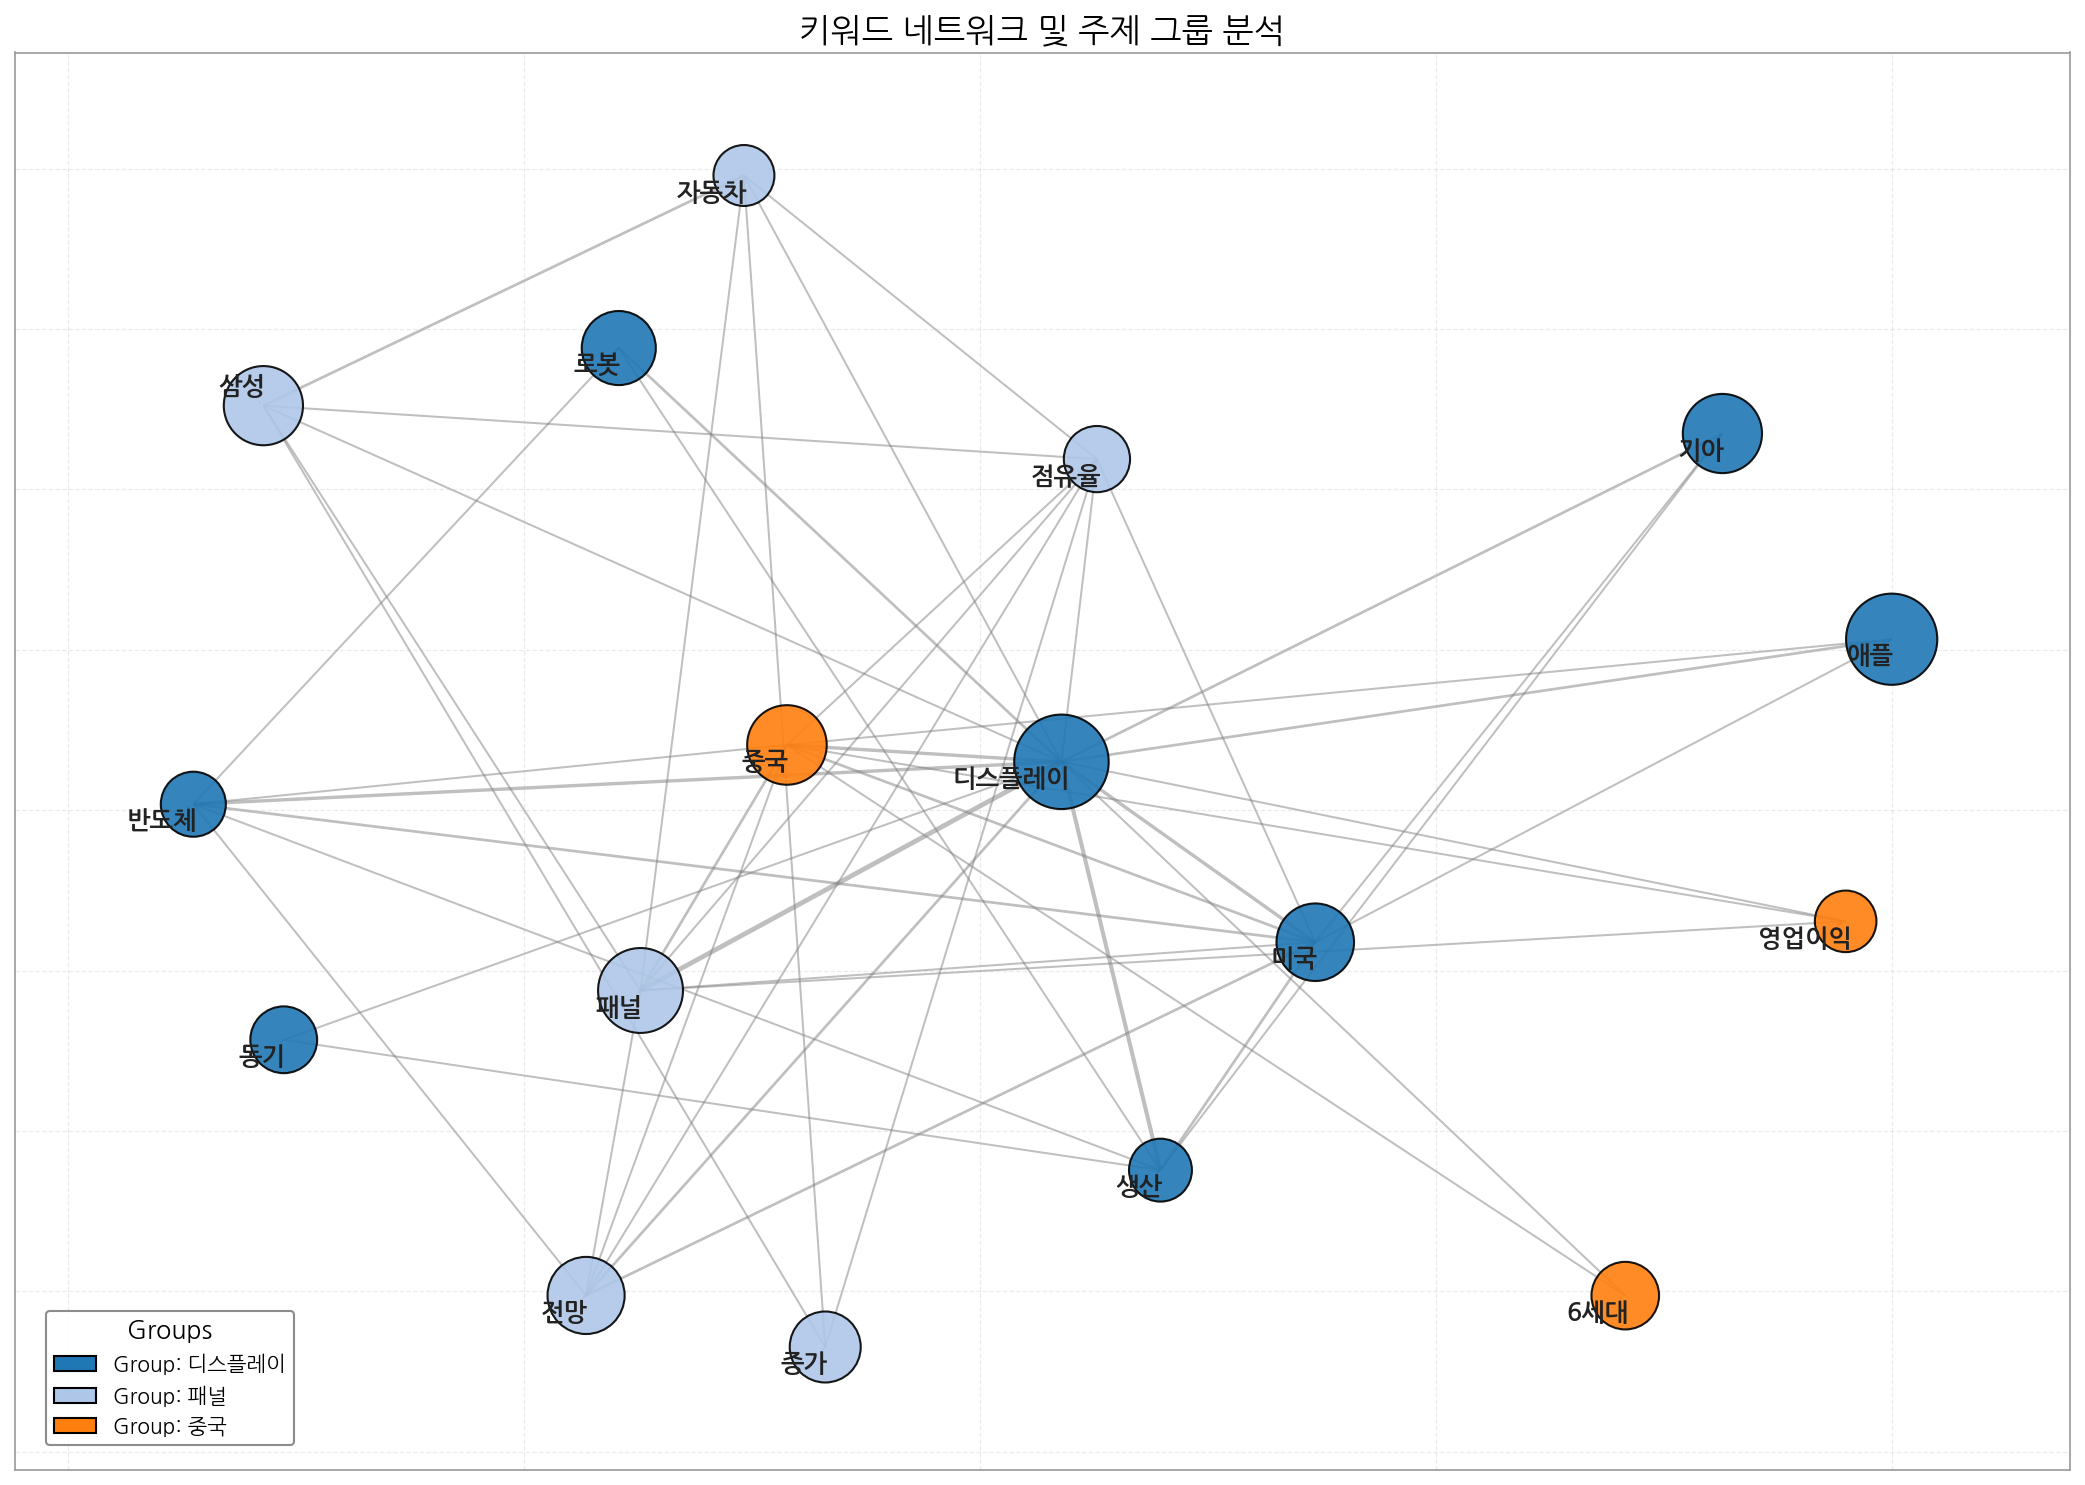 키워드 네트워크 및 주제 그룹 분석
자동차
로봇
삼성
점유율
기아
애플
중국
디스플레이
반도체
영업이익
미국
패널
동기
생산
전망
6세대
증가
Groups
Group: 디스플레이
Group: 패널
Group: 중국